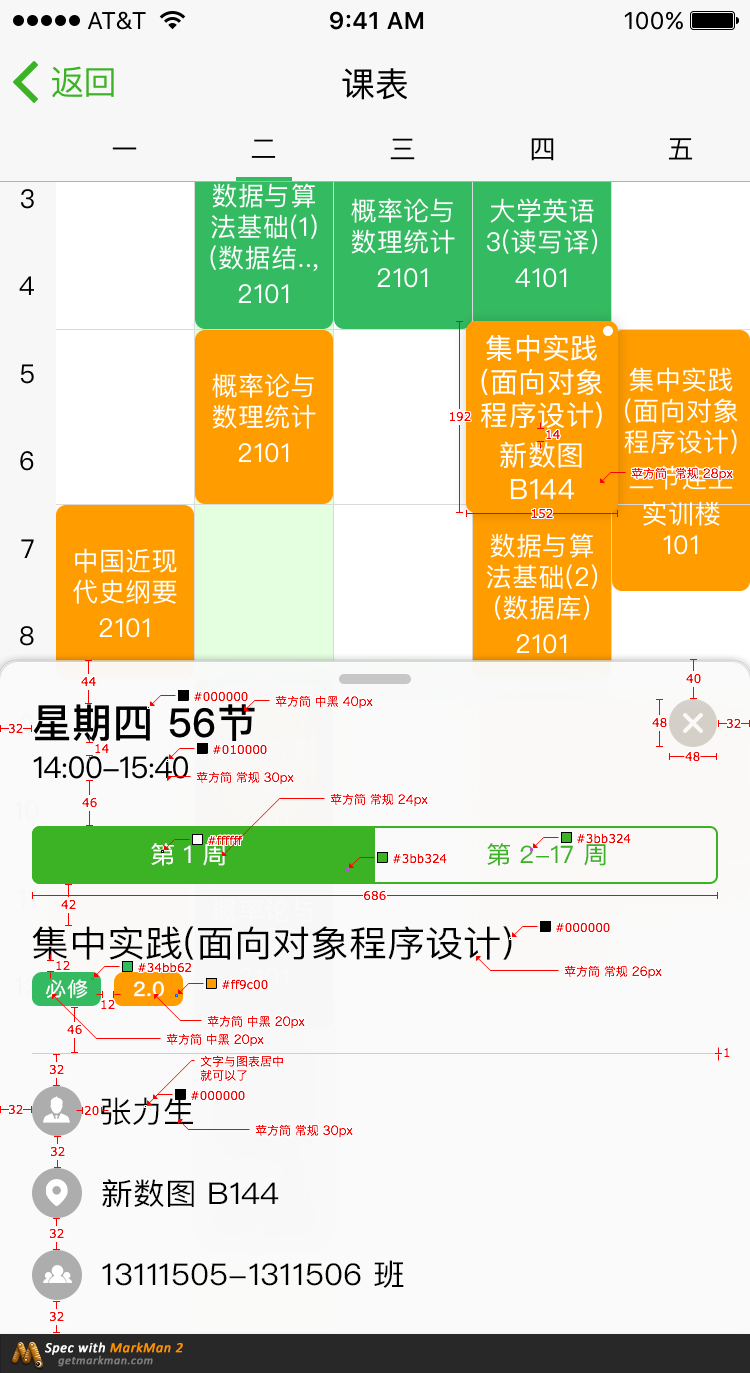 AT&T 9:41 AM 100%
返回 课表
一 二 三 四 五
3
4
5
6
7
8
数据与算
法基础(1)
(数据结..,
2101
概率论与
数理统计
2101
大学英语
3(读写译)
4101
概率论与
数理统计
2101
集中实践
(面向对象
程序设计)
新数图
B144
192
14
152
苹方简 常规 28px
集中实践
(面向对象
程序设计)
实训楼
101
中国近现
代史纲要
2101
数据与算
法基础(2)
(数据库)
2101
44
40
#000000
苹方简 中黑 40px
32
星期四 56节
48
32
48
14
#010000
14:00-15:40
苹方简 常规 30px
46
苹方简 常规 24px
#ffffff
#3bb324
第 1 周
第 2-17 周
#3bb324
686
42
#000000
集中实践(面向对象程序设计)
12
#34bb62
苹方简 常规 26px
#ff9c00
必修
2.0
12
46
苹方简 中黑 20px
苹方简 中黑 20px
1
32
文字与图表居中
就可以了
#000000
32
20
张力生
苹方简 常规 30px
32
新数图 B144
32
13111505-1311506 班
32
Spec with MarkMan 2
getmarkman.com